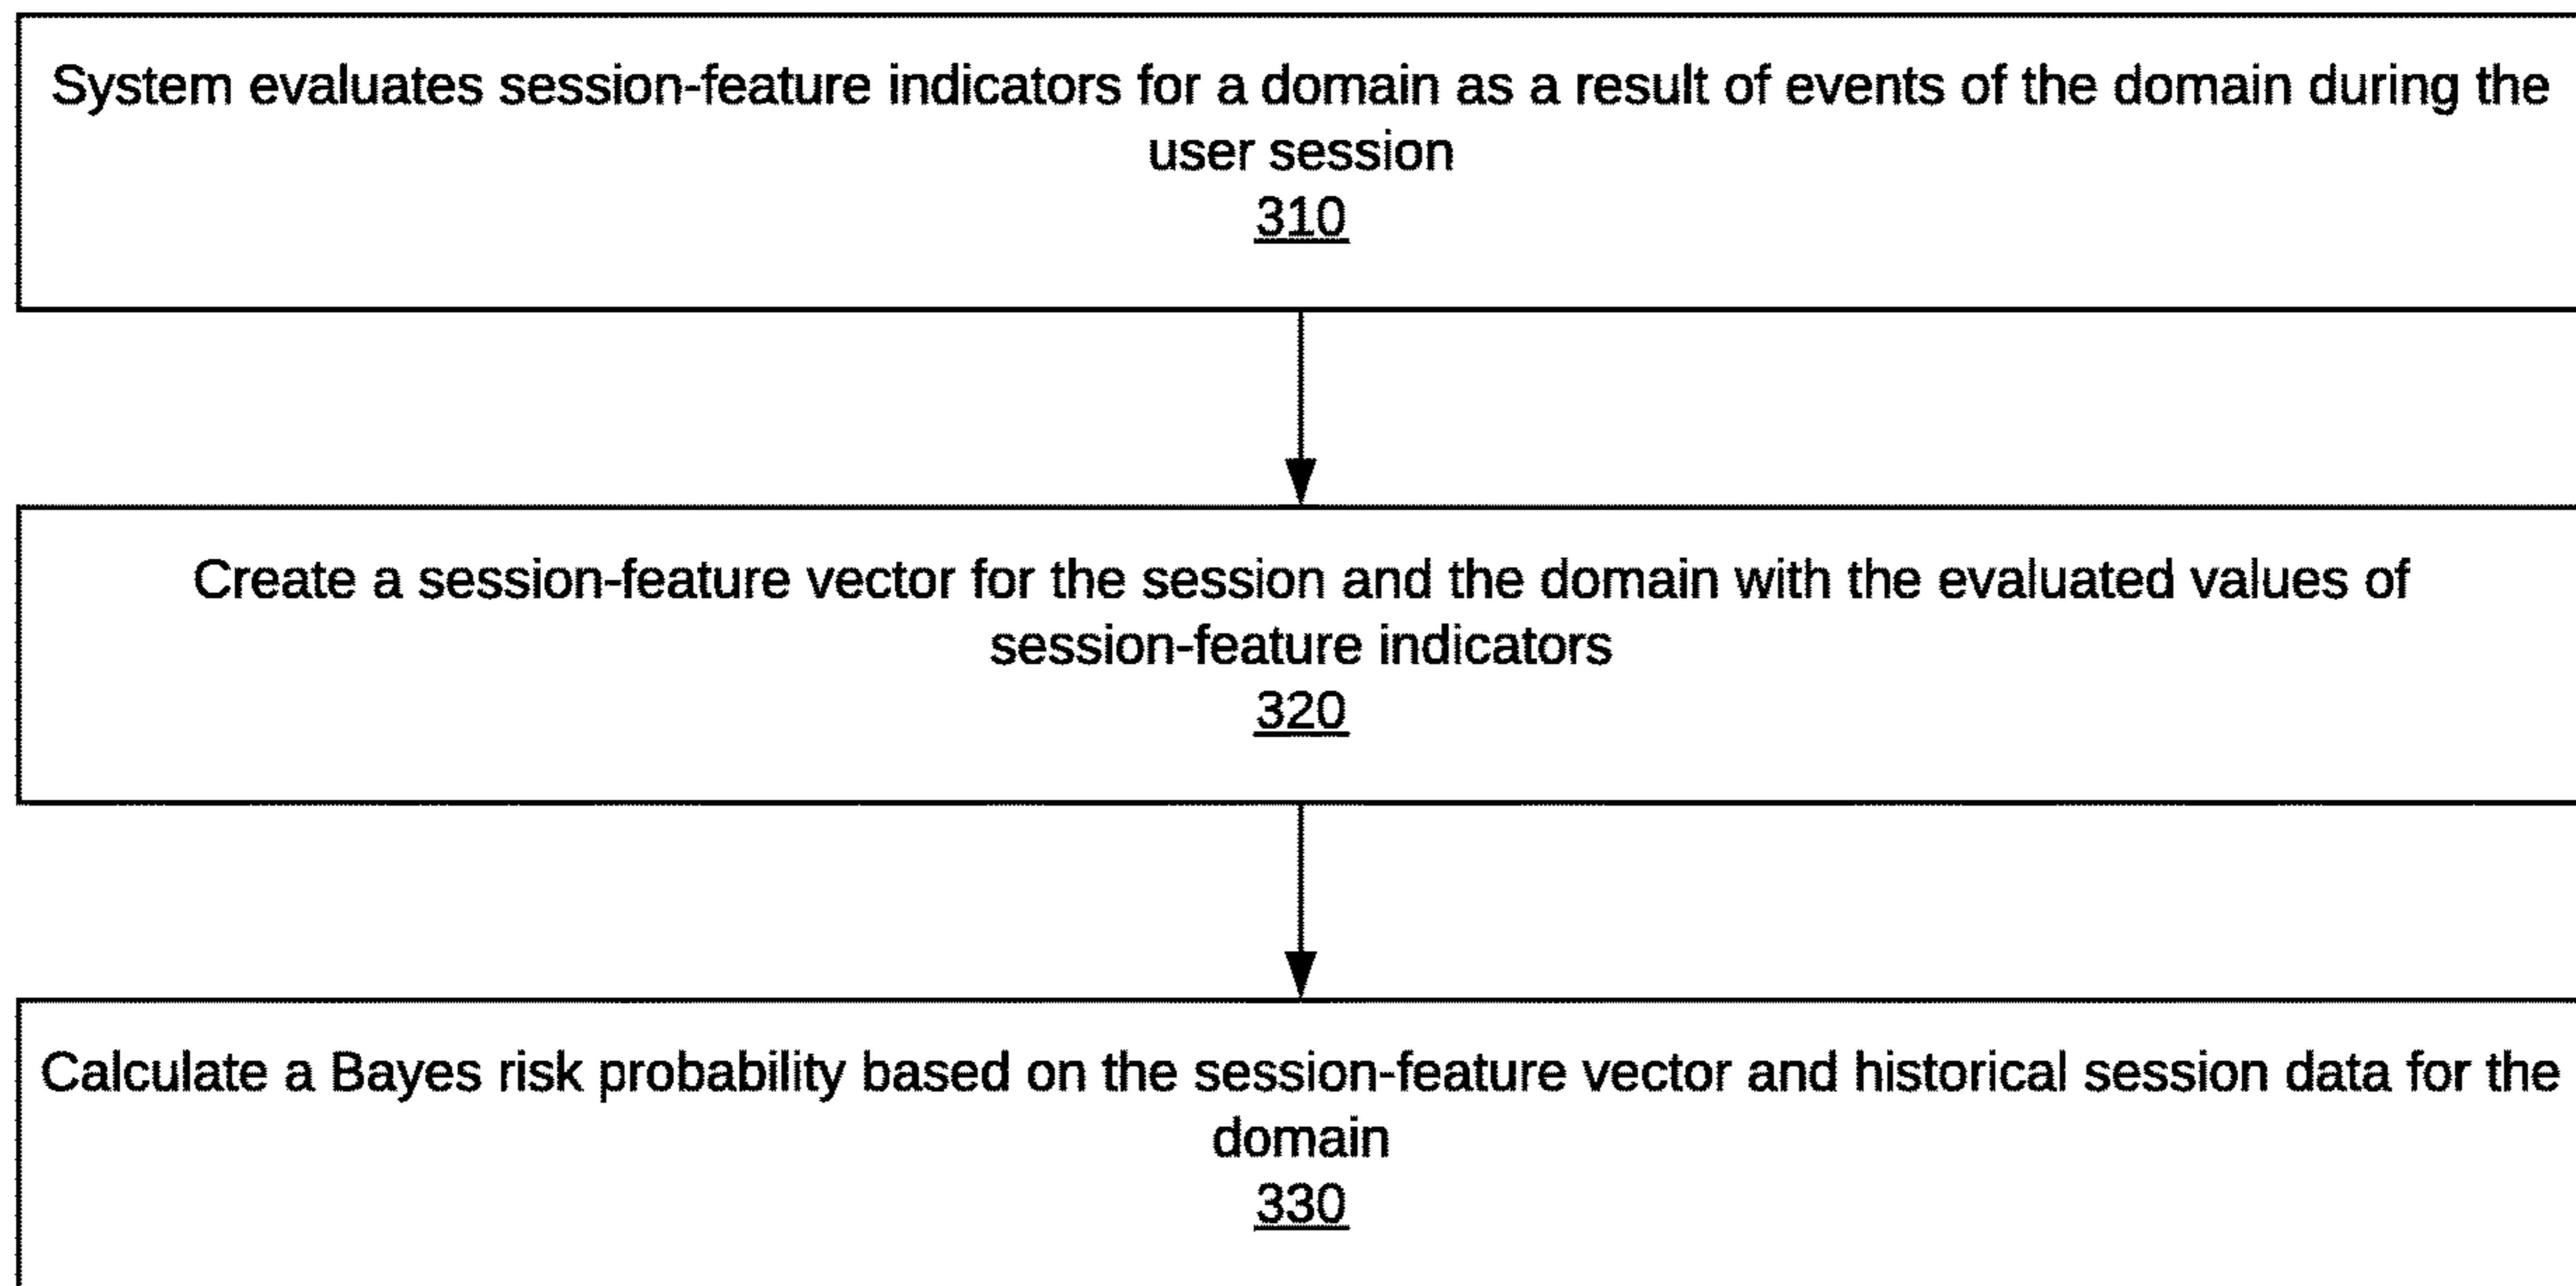 System evaluates session-feature indicators for a domain as a result of events of the domain during the
user session
310
Create a session-feature vector for the session and the domain with the evaluated values of
session-feature indicators
320
Calculate a Bayes risk probability based on the session-feature vector and historical session data for the
domain
330